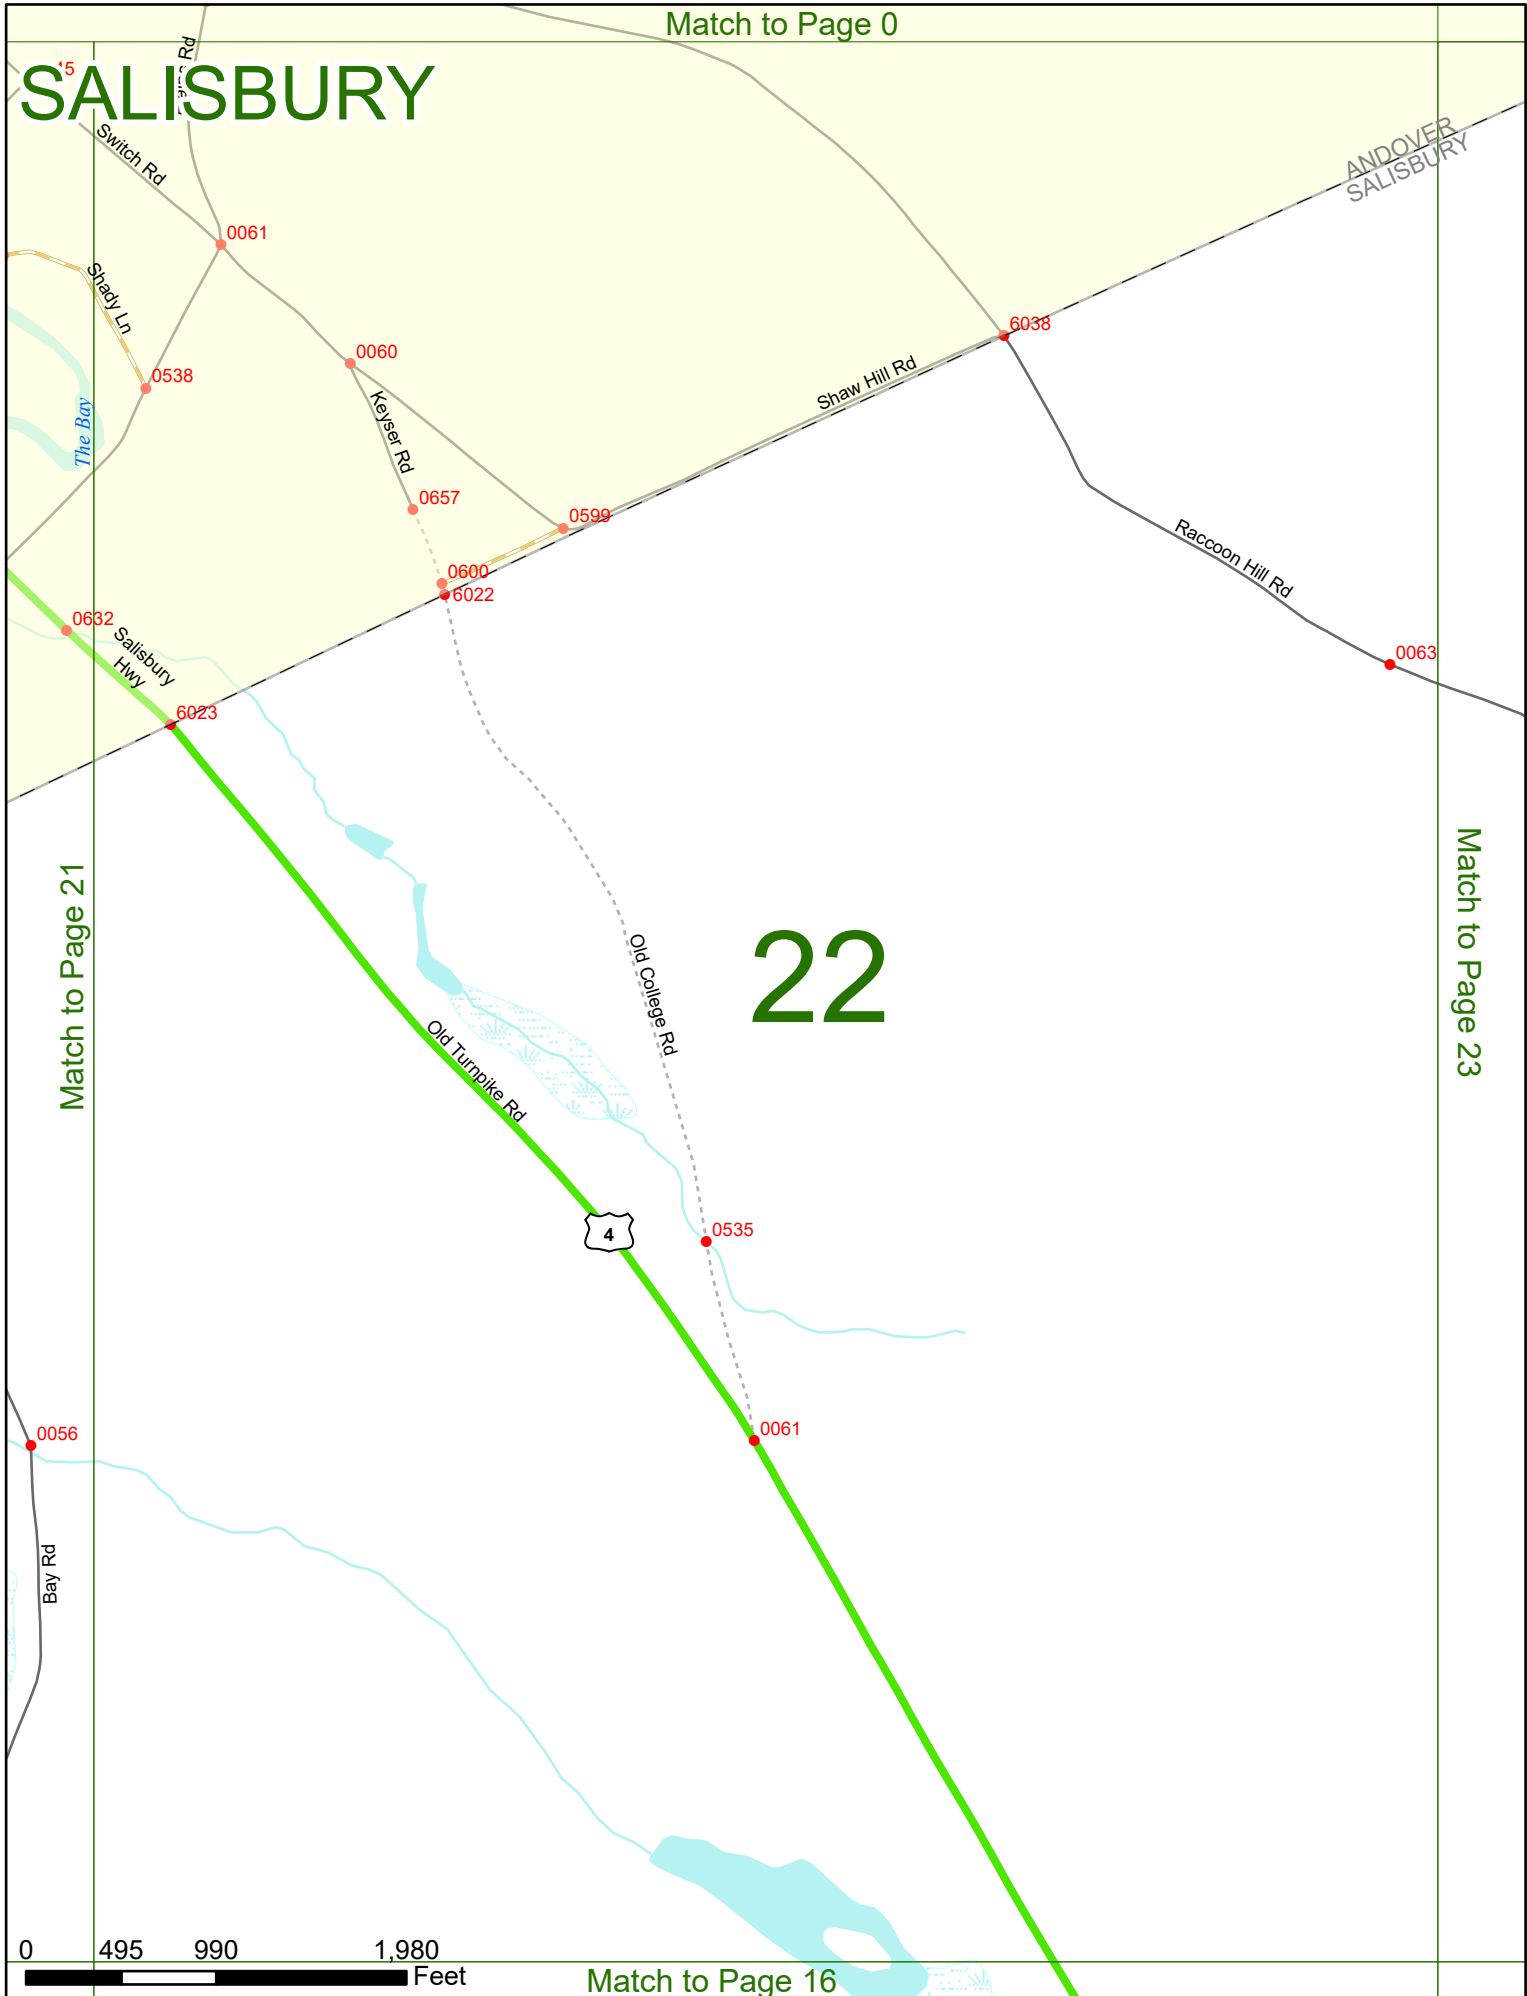 Match to Page 0
SALISBURY
Rd
Switch Rd
ANDOVER
SALISBURY
0061
Shady Ln
6038
0060
Shaw Hill Rd
0538
Keyser Rd
The Bay
0657
0599
Raccoon Hill Rd
0600
6022
0632
Salisbury
Hwy
0063
6023
Match to Page 21
Match to Page 23
22
Old College Rd
Old Turnpike Rd
4
0535
0061
0056
Bay Rd
0 495 990 1,980
Feet
Match to Page 16